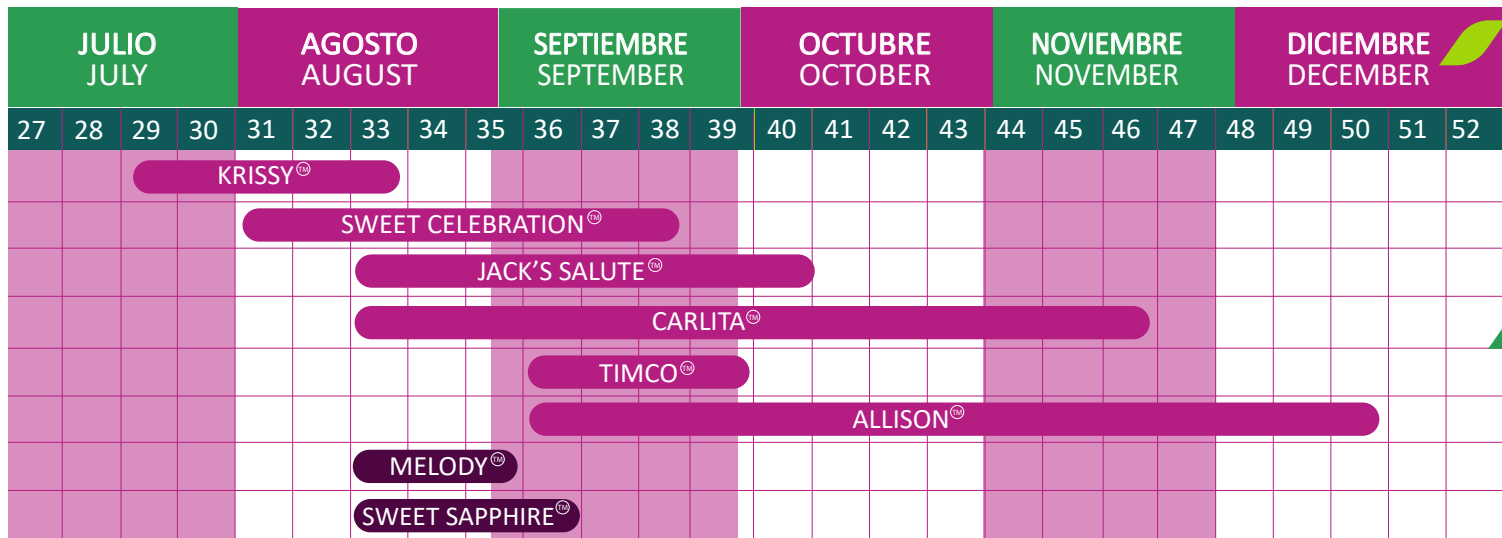 JULIO AGOSTO SEPTIEMBRE OCTUBRE NOVIEMBRE DICIEMBRE
JULY AUGUST SEPTEMBER OCTOBER NOVEMBER DECEMBER
27 28 29 30 31 32 33 34 35 36 37 38 39 40 41 42 43 44 45 46 47 48 49 50 51 52
KRISSY™
SWEET CELEBRATION™
JACK'S SALUTE™
CARLITA™
TIMCO™
ALLISON™
MELODY™
SWEET SAPPHIRE™